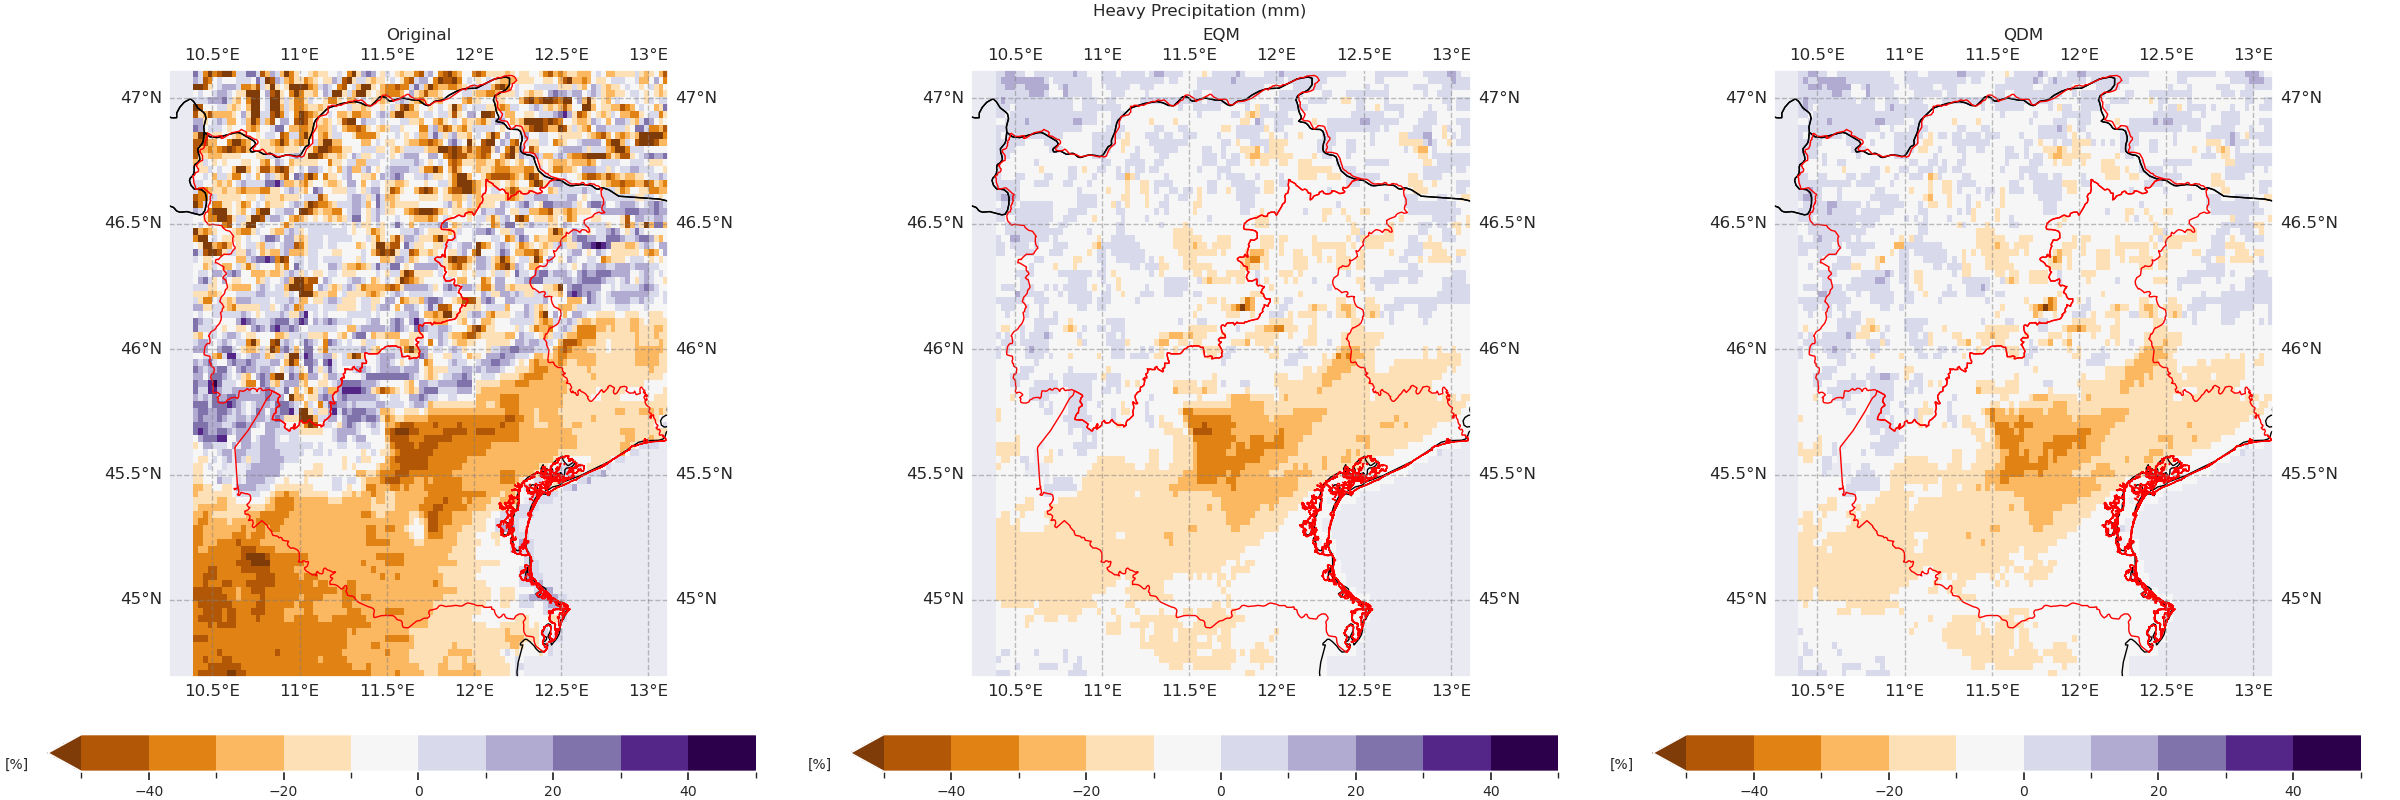 Heavy Precipitation (mm)
Original
EQM
QDM
10.5°E 11°E 11.5°E 12°E 12.5°E 13°E
10.5°E 11°E 11.5°E 12°E 12.5°E 13°E
10.5°E 11°E 11.5°E 12°E 12.5°E 13°E
47°N 47°N 47°N 47°N 47°N 47°N
46.5°N 46.5°N 46.5°N 46.5°N 46.5°N 46.5°N
46°N 46°N 46°N 46°N 46°N 46°N
45.5°N 45.5°N 45.5°N 45.5°N 45.5°N 45.5°N
45°N 45°N 45°N 45°N 45°N 45°N
10.5°E 11°E 11.5°E 12°E 12.5°E 13°E
10.5°E 11°E 11.5°E 12°E 12.5°E 13°E
10.5°E 11°E 11.5°E 12°E 12.5°E 13°E
[%] −40 −20 0 20 40
[%] −40 −20 0 20 40
[%] −40 −20 0 20 40